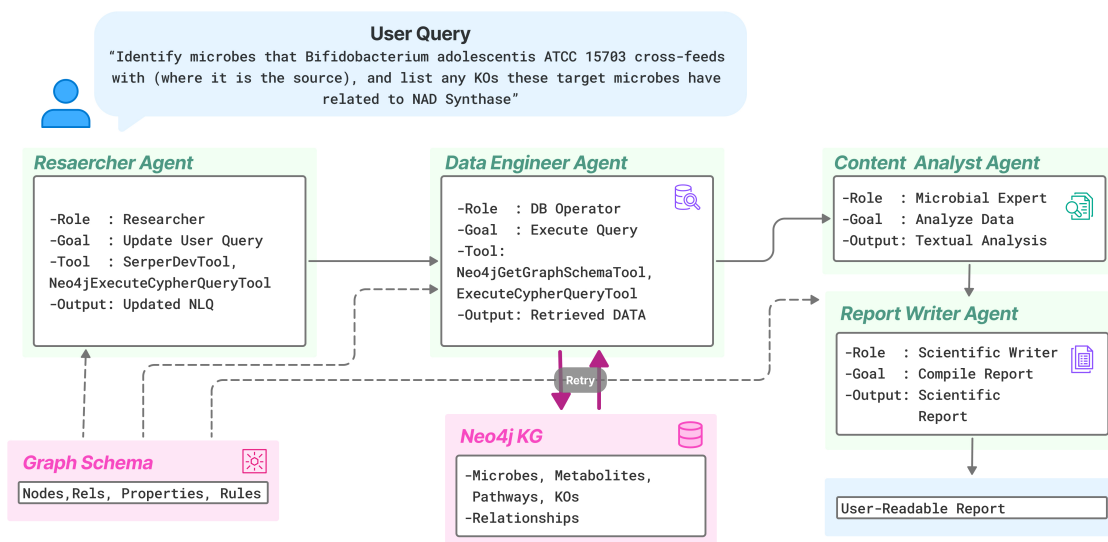 User Query
“Identify microbes that Bifidobacterium adolescentis ATCC 15703 cross-feeds
with (where it is the source), and list any KOs these target microbes have
related to NAD Synthase”
Resaercher Agent
-Role  : Researcher
-Goal  : Update User Query
-Tool  : SerperDevTool,
Neo4jExecuteCypherQueryTool
-Output: Updated NLQ
Data Engineer Agent
-Role  : DB Operator
-Goal  : Execute Query
-Tool:
Neo4jGetGraphSchemaTool,
ExecuteCypherQueryTool
-Output: Retrieved DATA
Content  Analyst Agent
-Role  : Microbial Expert
-Goal  : Analyze Data
-Output: Textual Analysis
Report Writer Agent
-Role  : Scientific Writer
-Goal  : Compile Report
-Output: Scientific
Report
Retry
Graph Schema
Nodes,Rels, Properties, Rules
Neo4j KG
-Microbes, Metabolites,
Pathways, KOs
-Relationships
User-Readable Report